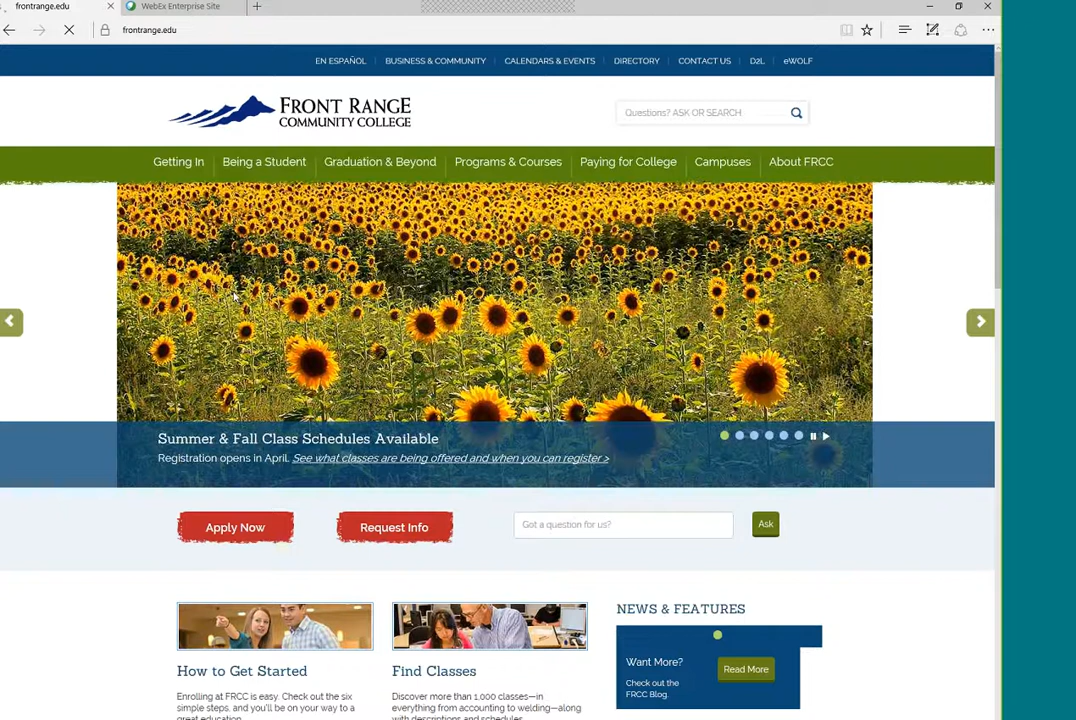 frontrange.edu
WebEx Enterprise Site
frontrange.edu
EN ESPAÑOL BUSINESS & COMMUNITY CALENDARS & EVENTS DIRECTORY CONTACT US D2L eWOLF
FRONT RANGE
COMMUNITY COLLEGE
Questions? ASK OR SEARCH
Getting In Being a Student Graduation & Beyond Programs & Courses Paying for College Campuses About FRCC
Summer & Fall Class Schedules Available
Registration opens in April. See what classes are being offered and when you can register >
Apply Now Request Info Got a question for us? Ask
NEWS & FEATURES
Want More? Read More
Check out the
FRCC Blog.
How to Get Started
Enrolling at FRCC is easy. Check out the six
simple steps, and you'll be on your way to a
great education.
Find Classes
Discover more than 1,000 classes—in
everything from accounting to welding—along
with descriptions and schedules.